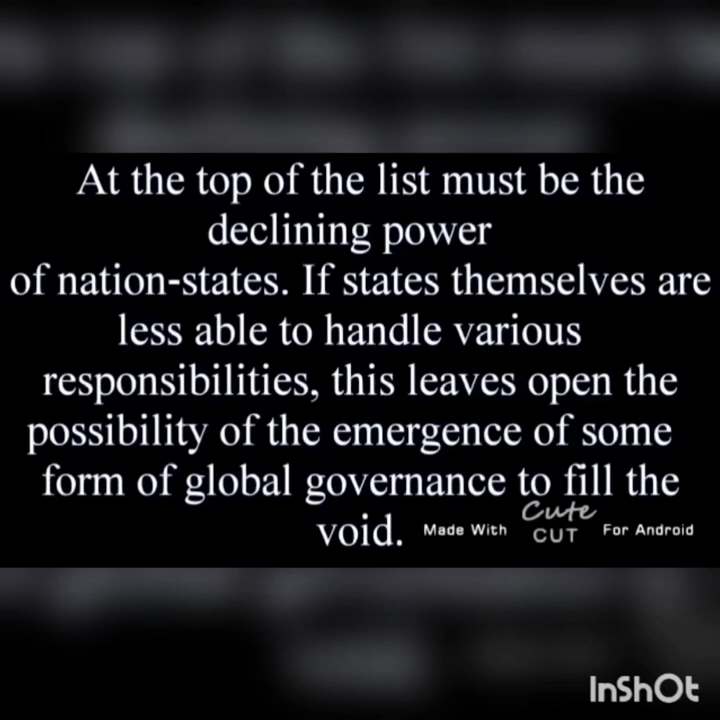 At the top of the list must be the
declining power
of nation-states. If states themselves are
less able to handle various
responsibilities, this leaves open the
possibility of the emergence of some
form of global governance to fill the
void.
Made With Cute CUT For Android
InShOt